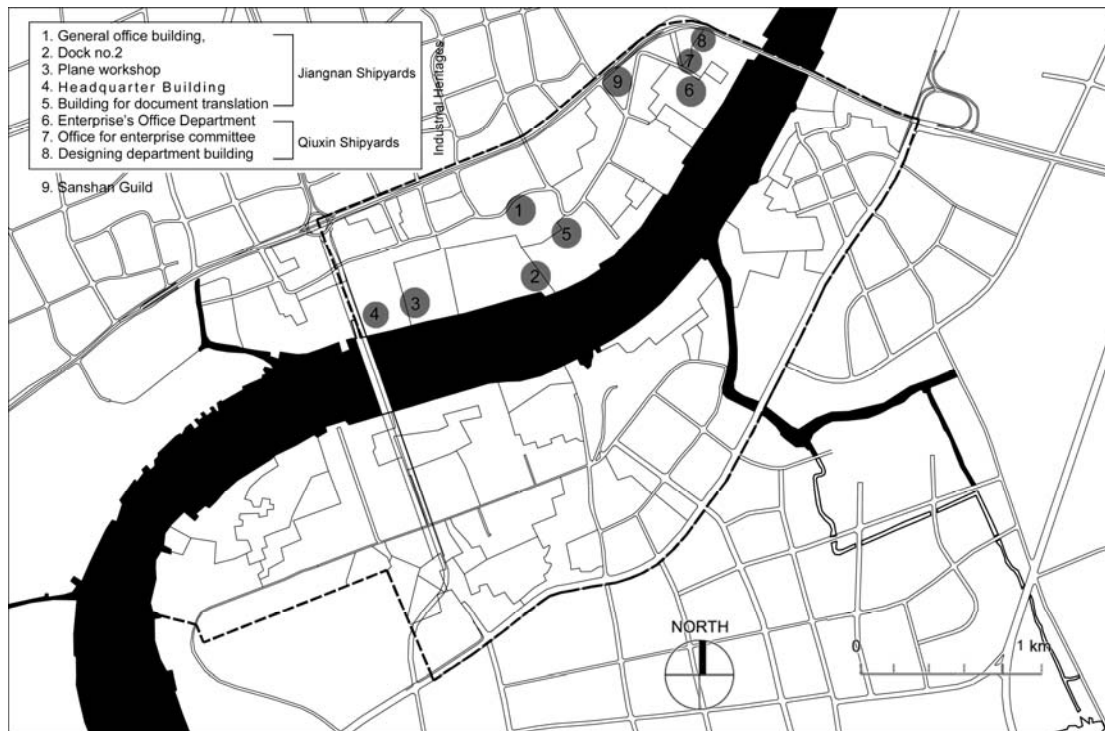 1. General office building,
2. Dock no.2
3. Plane workshop
4. Headquarter Building
5. Building for document translation
Jiangnan Shipyards
6. Enterprise's Office Department
7. Office for enterprise committee
8. Designing department building
Qiuxin Shipyards
Industrial Heritages
9. Sanshan Guild
8
7
9
6
1
5
2
3
4
NORTH
0
1 km